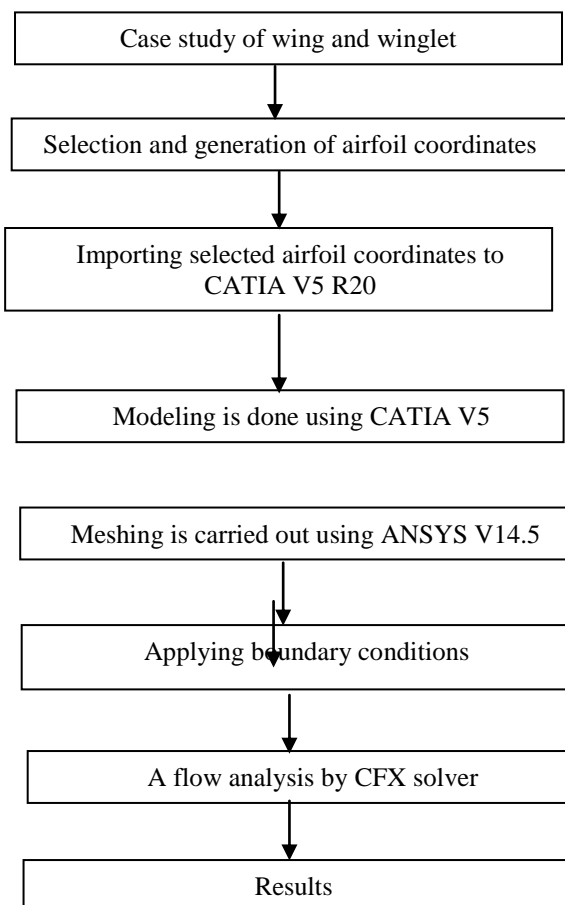 Case study of wing and winglet
Selection and generation of airfoil coordinates
Importing selected airfoil coordinates to
CATIA V5 R20
Modeling is done using CATIA V5
Meshing is carried out using ANSYS V14.5
Applying boundary conditions
A flow analysis by CFX solver
Results